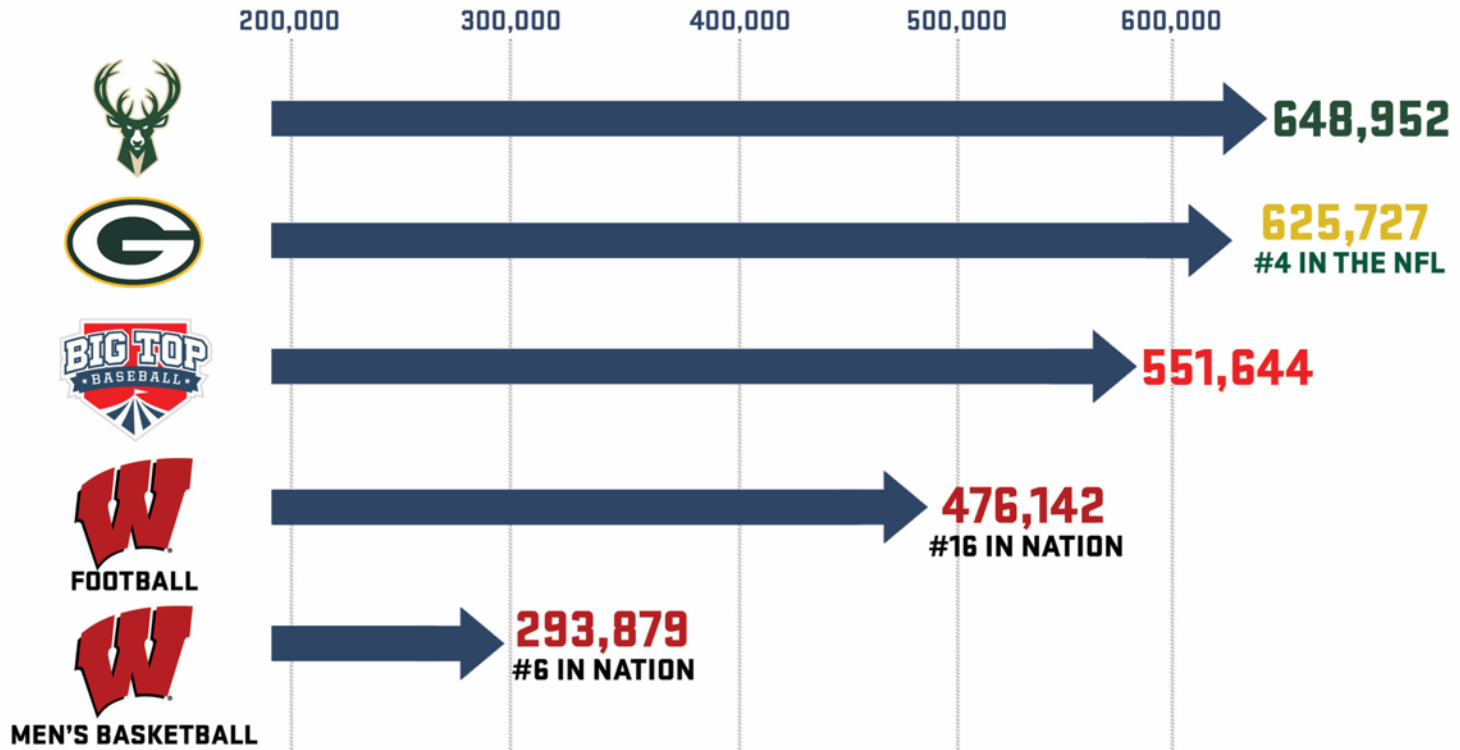 200,000 300,000 400,000 500,000 600,000
648,952
G
625,727
#4 IN THE NFL
BIG TOP
BASEBALL
551,644
W
FOOTBALL
476,142
#16 IN NATION
W
MEN'S BASKETBALL
293,879
#6 IN NATION